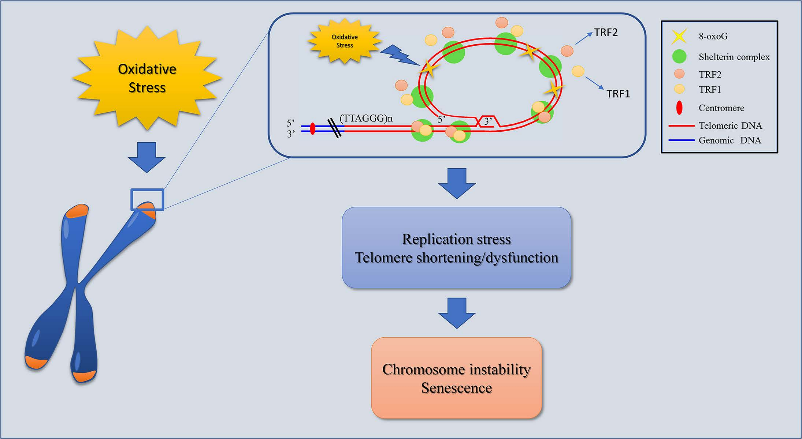 Oxidative
Stress
Oxidative
Stress
TRF2
TRF1
5'
3'
(TTAGGG)n
5'
3'
8-oxoG
Shelterin complex
TRF2
TRF1
Centromere
Telomeric DNA
Genomic DNA
Replication stress
Telomere shortening/dysfunction
Chromosome instability
Senescence